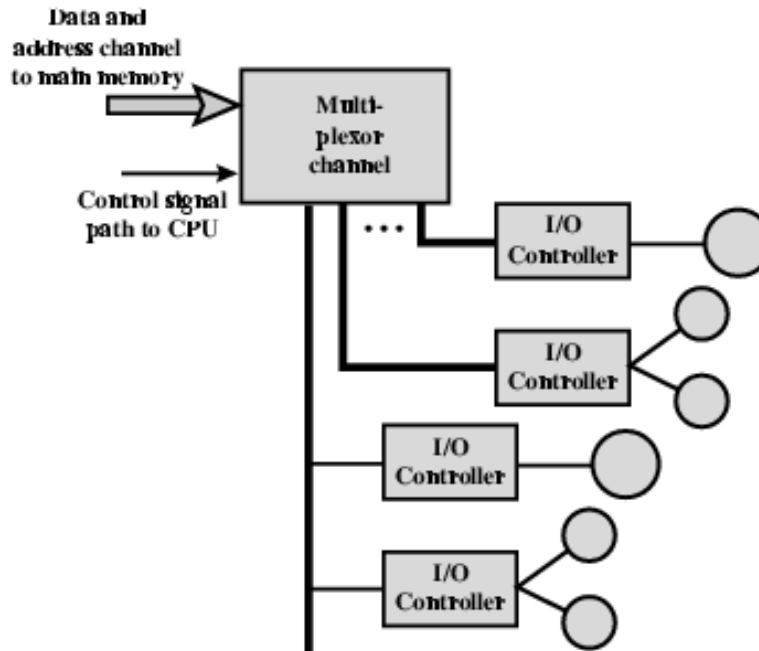 Data and
address channel
to main memory
Multi-
plexor
channel
Control signal
path to CPU
...
I/O
Controller
I/O
Controller
I/O
Controller
I/O
Controller